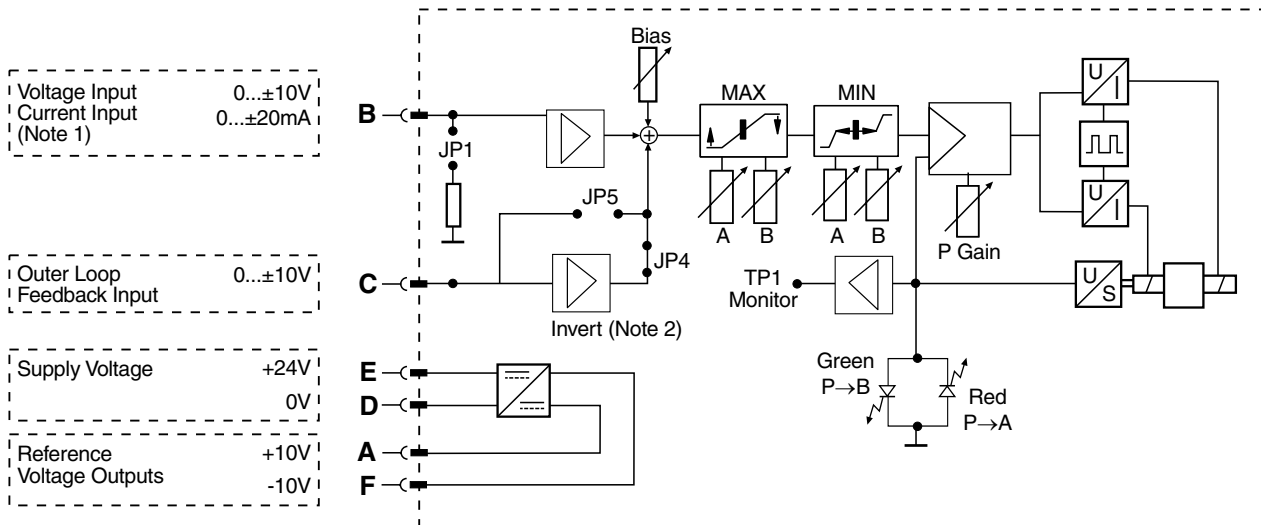 Bias
Voltage Input 0...±10V
Current Input 0...±20mA
(Note 1)
B
MAX
MIN
U
I
JP1
JP5
A B
A B
P Gain
U
I
Outer Loop 0...±10V
Feedback Input
C
JP4
TP1
Monitor
U
S
Invert (Note 2)
Supply Voltage +24V
0V
E
D
Green
P→B
Red
P→A
Reference +10V
Voltage Outputs
-10V
A
F